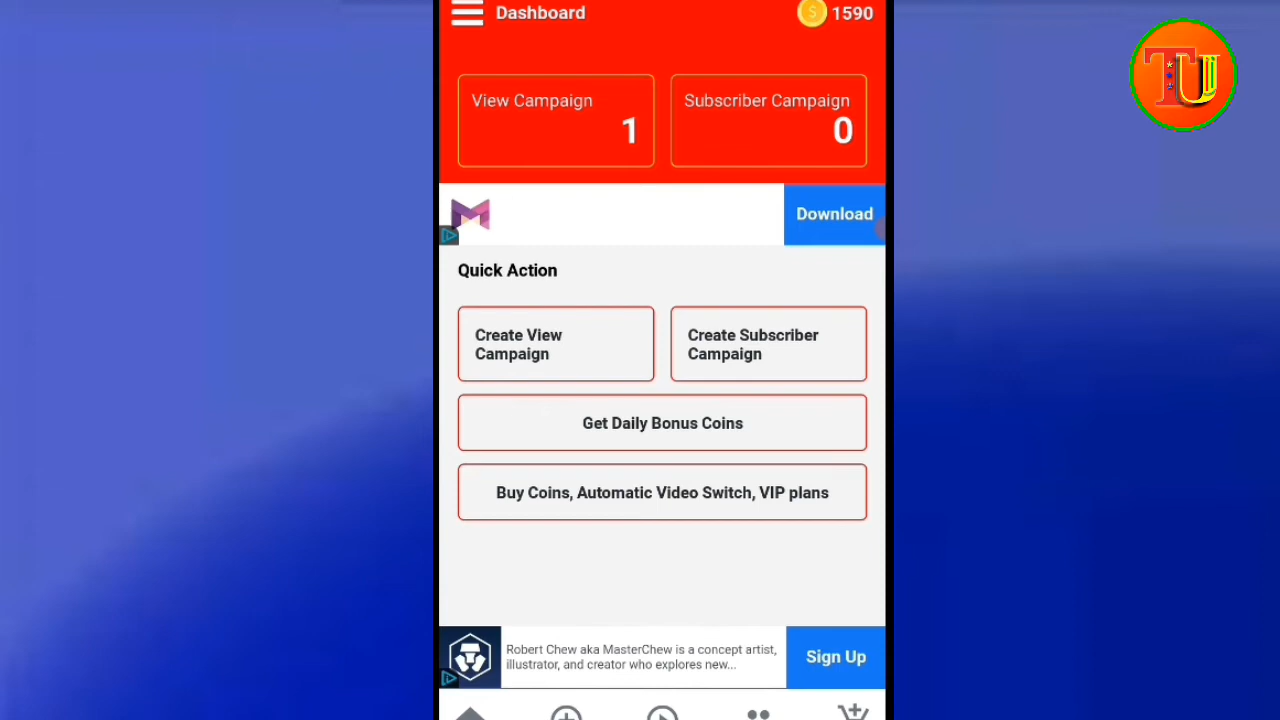 Dashboard
1590
TU
View Campaign
1
Subscriber Campaign
0
Download
Quick Action
Create View
Campaign
Create Subscriber
Campaign
Get Daily Bonus Coins
Buy Coins, Automatic Video Switch, VIP plans
Robert Chew aka MasterChew is a concept artist,
illustrator, and creator who explores new...
Sign Up